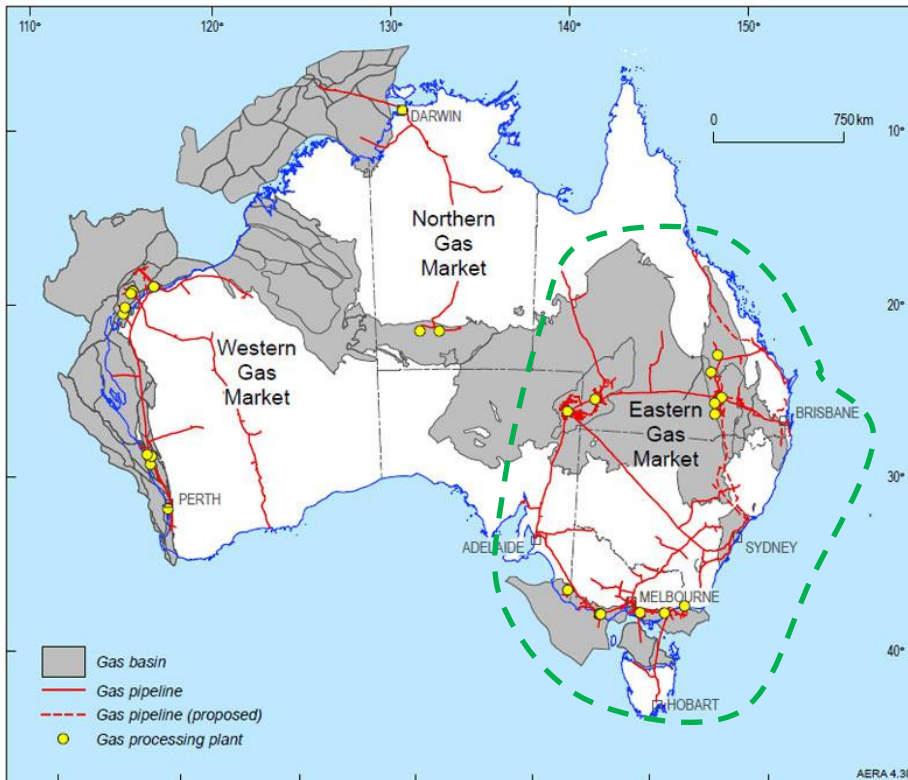 110°
120°
130°
140°
150°
DARWIN
0
750 km
10°
Northern
Gas
Market
20°
Western
Gas
Market
Eastern
Gas
Market
BRISBANE
30°
PERTH
ADELAIDE
SYDNEY
MELBOURNE
40°
HOBART
Gas basin
Gas pipeline
Gas pipeline (proposed)
Gas processing plant
AERA 4.30